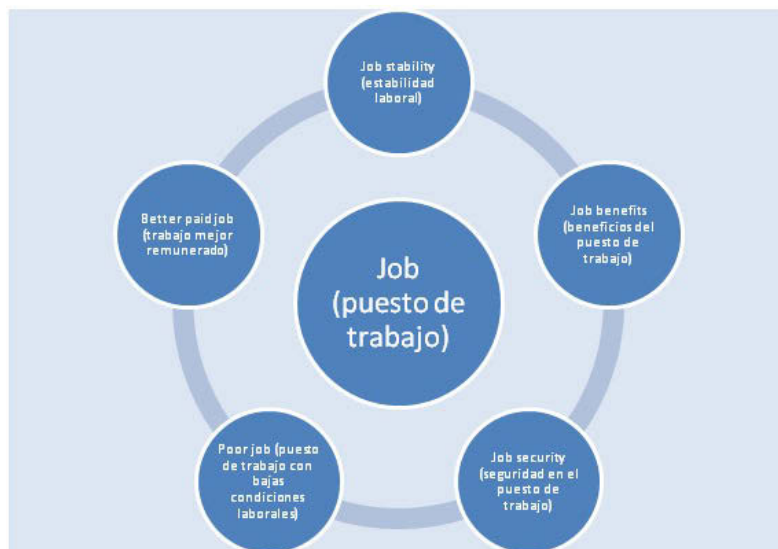 Job stability
(estabilidad
laboral)
Better paid job
(trabajo mejor
remunerado)
Job benefits
(beneficios del
puesto de
trabajo)
Job
(puesto de
trabajo)
Poor job (puesto
de trabajo con
bajas
condiciones
laborales)
Job security
(seguridad en el
puesto de
trabajo)